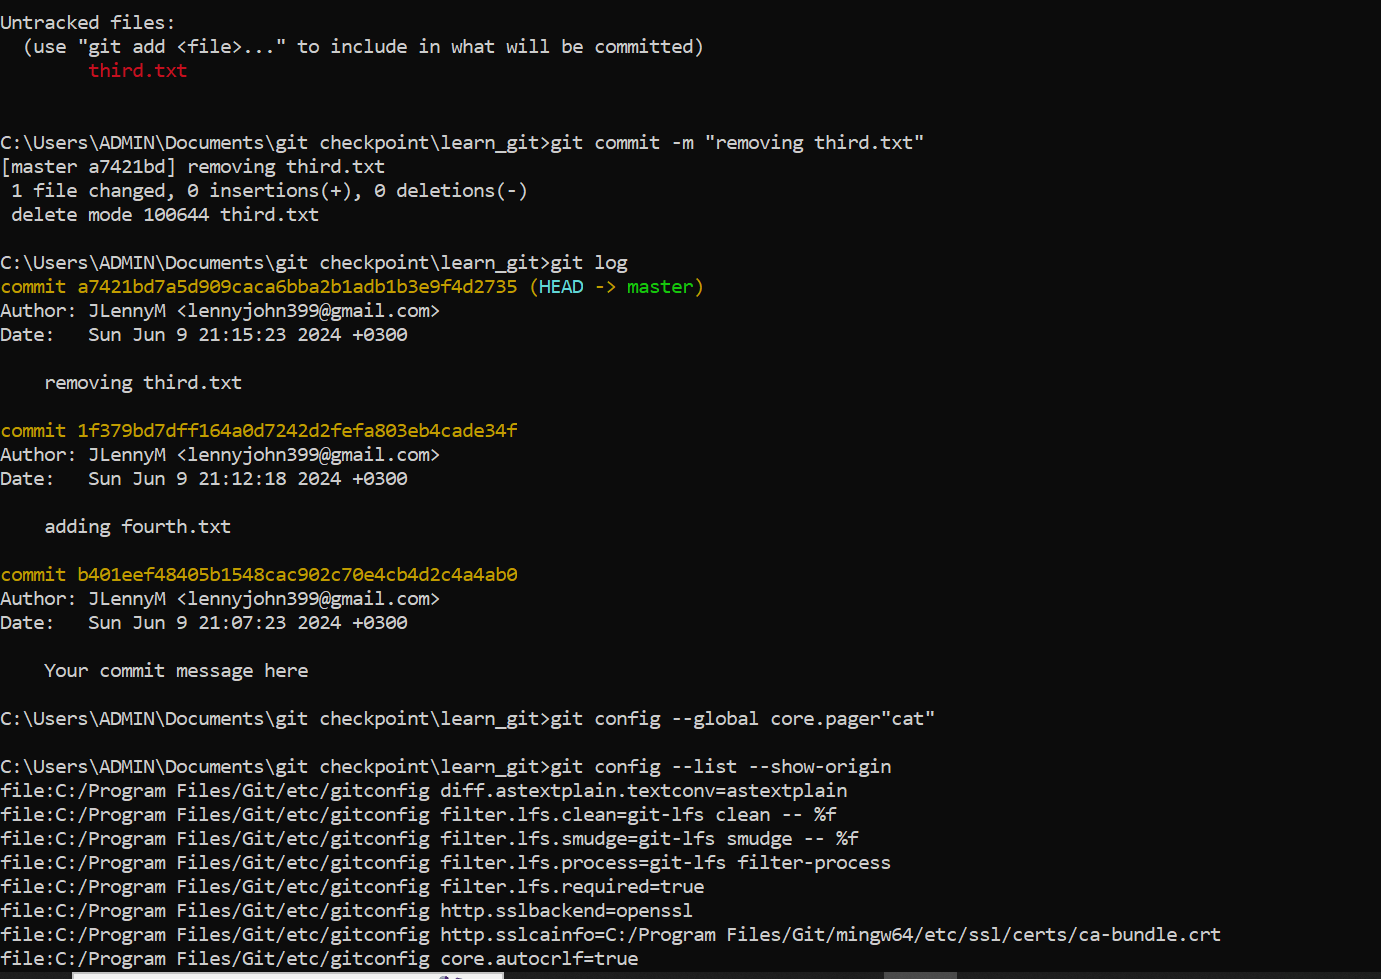 Untracked files:
(use "git add <file>..." to include in what will be committed)
third.txt
C:\Users\ADMIN\Documents\git checkpoint\learn_git>git commit -m "removing third.txt"
[master a7421bd] removing third.txt
1 file changed, 0 insertions(+), 0 deletions(-)
delete mode 100644 third.txt
C:\Users\ADMIN\Documents\git checkpoint\learn_git>git log
commit a7421bd7a5d909caca6bba2b1adb1b3e9f4d2735 (HEAD -> master)
Author: JLennyM <lennyjohn399@gmail.com>
Date:   Sun Jun 9 21:15:23 2024 +0300
removing third.txt
commit 1f379bd7dff164a0d7242d2fefa803eb4cade34f
Author: JLennyM <lennyjohn399@gmail.com>
Date:   Sun Jun 9 21:12:18 2024 +0300
adding fourth.txt
commit b401eef48405b1548cac902c70e4cb4d2c4a4ab0
Author: JLennyM <lennyjohn399@gmail.com>
Date:   Sun Jun 9 21:07:23 2024 +0300
Your commit message here
C:\Users\ADMIN\Documents\git checkpoint\learn_git>git config --global core.pager"cat"
C:\Users\ADMIN\Documents\git checkpoint\learn_git>git config --list --show-origin
file:C:/Program Files/Git/etc/gitconfig diff.astextplain.textconv=astextplain
file:C:/Program Files/Git/etc/gitconfig filter.lfs.clean=git-lfs clean -- %f
file:C:/Program Files/Git/etc/gitconfig filter.lfs.smudge=git-lfs smudge -- %f
file:C:/Program Files/Git/etc/gitconfig filter.lfs.process=git-lfs filter-process
file:C:/Program Files/Git/etc/gitconfig filter.lfs.required=true
file:C:/Program Files/Git/etc/gitconfig http.sslbackend=openssl
file:C:/Program Files/Git/etc/gitconfig http.sslcainfo=C:/Program Files/Git/mingw64/etc/ssl/certs/ca-bundle.crt
file:C:/Program Files/Git/etc/gitconfig core.autocrlf=true